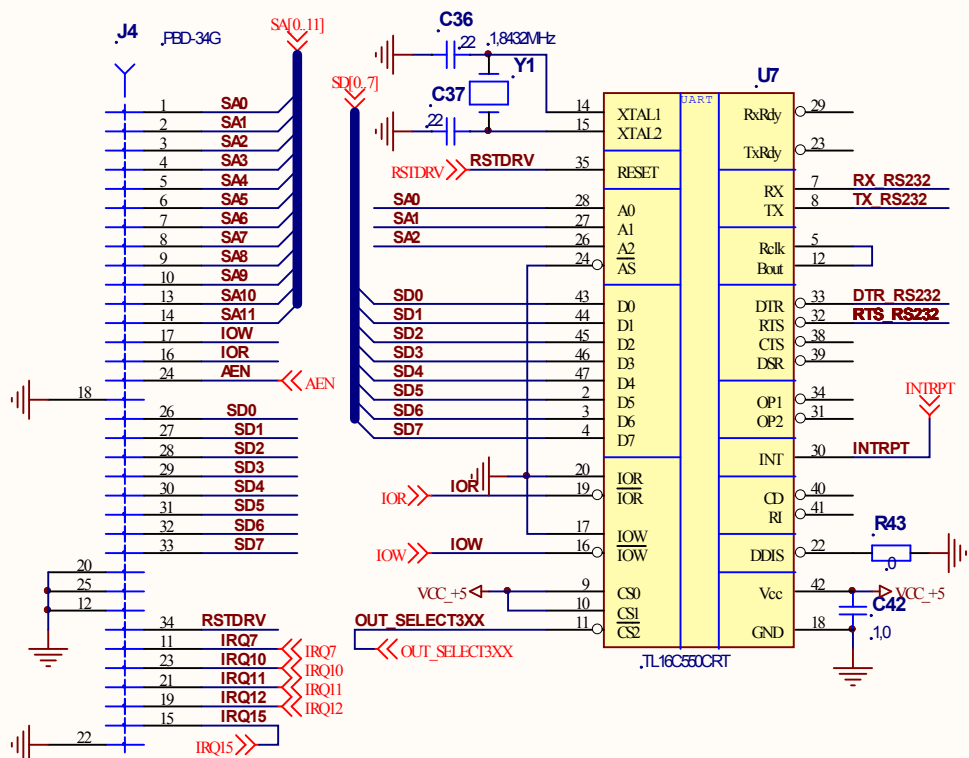 J4
.PBD-34G
SA[0..11]
1 SA0
2 SA1
3 SA2
4 SA3
5 SA4
6 SA5
7 SA6
8 SA7
9 SA8
10 SA9
13 SA10
14 SA11
17 IOW
16 IOR
24 AEN AEN
18
26 SD0
27 SD1
28 SD2
29 SD3
30 SD4
31 SD5
32 SD6
33 SD7
20
25
12
34 RSTDRV
11 IRQ7 IRQ7
23 IRQ10 IRQ10
21 IRQ11 IRQ11
19 IRQ12 IRQ12
15 IRQ15
22 IRQ15
SD[0..7]
.C36
.22 .1,8432MHz
.Y1
.C37
.22
RSTDRV RSTDRV
SA0
SA1
SA2
SD0
SD1
SD2
SD3
SD4
SD5
SD6
SD7
IOR IOR
IOW IOW
VCC_+5
OUT_SELECT3XX
OUT_SELECT3XX
.U7
UART
14 XTAL1
15 XTAL2
35 RESET
28 A0
27 A1
26 A2
24 AS
43 D0
44 D1
45 D2
46 D3
47 D4
2 D5
3 D6
4 D7
20 IOR
19 IOR
17 IOW
16 IOW
9 CS0
10 CS1
11 CS2
RxRdy 29
TxRdy 23
RX 7 RX_RS232
TX 8 TX_RS232
Rclk 5
Bout 12
DTR 33 DTR_RS232
RTS 32 RTS_RS232
CTS 38
DSR 39
OP1 34
OP2 31
INTRPT
INT 30 INTRPT
CD 40
RI 41
.R43
DDIS 22 .0
Vcc 42 VCC_+5
.C42
GND 18 .1,0
.TL16C550CRT